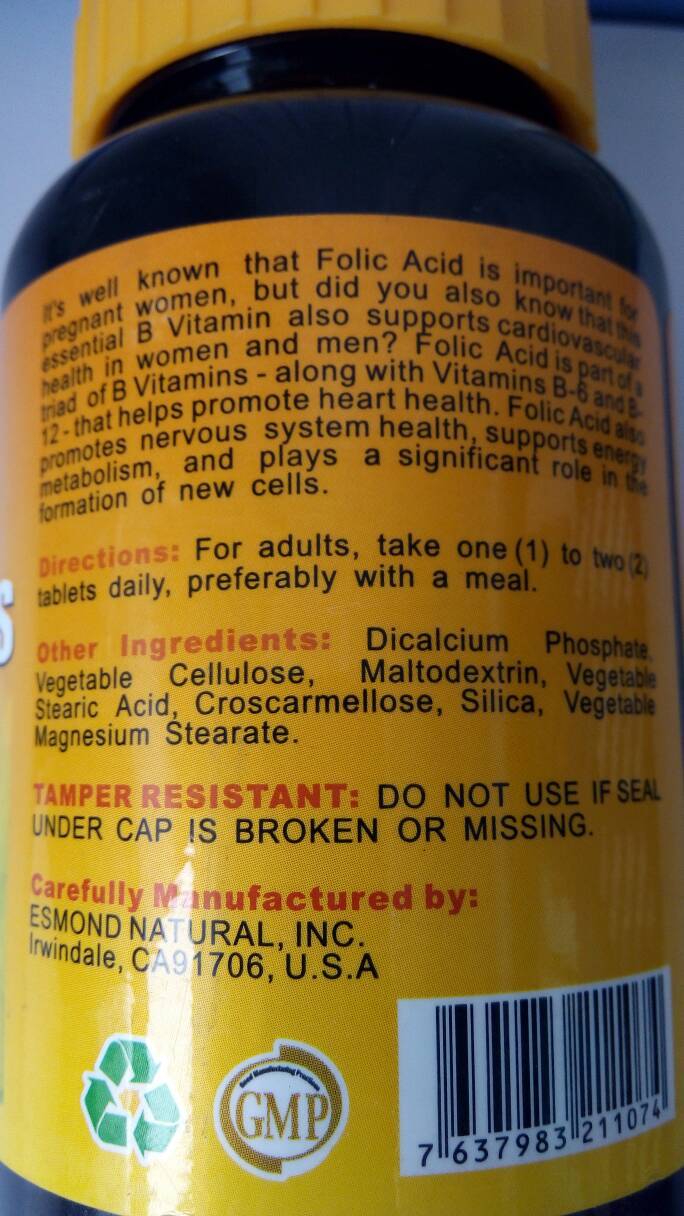 It's well known that Folic Acid is important for
pregnant women, but did you also know that this
essential B Vitamin also supports cardiovascular
health in women and men? Folic Acid is part of a
triad of B Vitamins - along with Vitamins B-6 and B-
12 - that helps promote heart health. Folic Acid also
promotes nervous system health, supports energy
metabolism, and plays a significant role in the
formation of new cells.
Directions: For adults, take one (1) to two (2)
tablets daily, preferably with a meal.
S
Other Ingredients: Dicalcium Phosphate,
Vegetable Cellulose, Maltodextrin, Vegetable
Stearic Acid, Croscarmellose, Silica, Vegetable
Magnesium Stearate.
TAMPER RESISTANT: DO NOT USE IF SEAL
UNDER CAP IS BROKEN OR MISSING.
Carefully Manufactured by:
ESMOND NATURAL, INC.
Irwindale, CA91706, U.S.A
Good Manufacturing Practices
GMP
7 637983 211074